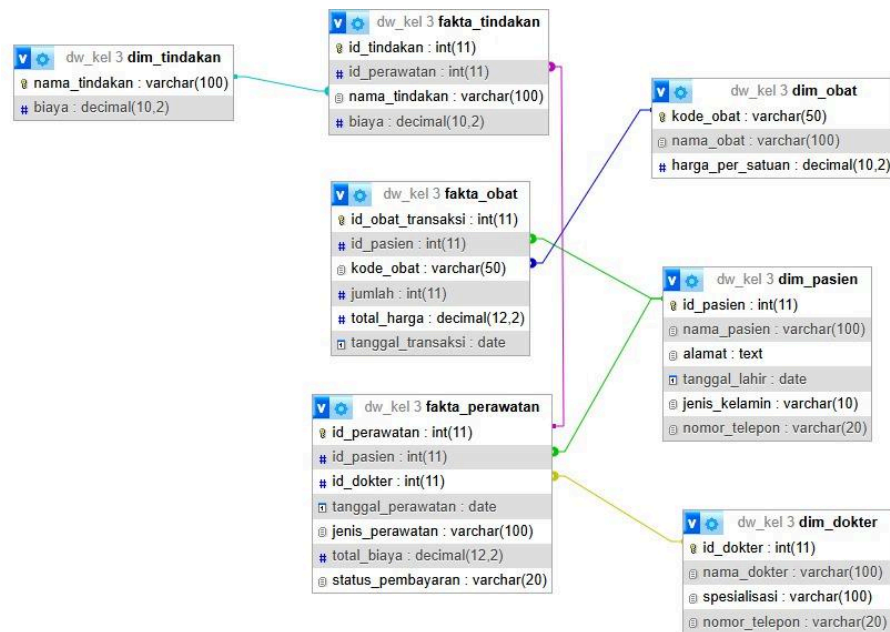 dw_kel 3 dim_tindakan
nama_tindakan : varchar(100)
# biaya : decimal(10,2)
dw_kel 3 fakta_tindakan
id_tindakan : int(11)
# id_perawatan : int(11)
nama_tindakan : varchar(100)
# biaya : decimal(10,2)
dw_kel 3 dim_obat
kode_obat : varchar(50)
nama_obat : varchar(100)
# harga_per_satuan : decimal(10,2)
dw_kel 3 fakta_obat
id_obat_transaksi : int(11)
# id_pasien : int(11)
kode_obat : varchar(50)
# jumlah : int(11)
# total_harga : decimal(12,2)
tanggal_transaksi : date
dw_kel 3 dim_pasien
id_pasien : int(11)
nama_pasien : varchar(100)
alamat : text
tanggal_lahir : date
jenis_kelamin : varchar(10)
nomor_telepon : varchar(20)
dw_kel 3 fakta_perawatan
id_perawatan : int(11)
# id_pasien : int(11)
# id_dokter : int(11)
tanggal_perawatan : date
jenis_perawatan : varchar(100)
# total_biaya : decimal(12,2)
status_pembayaran : varchar(20)
dw_kel 3 dim_dokter
id_dokter : int(11)
nama_dokter : varchar(100)
spesialisasi : varchar(100)
nomor_telepon : varchar(20)